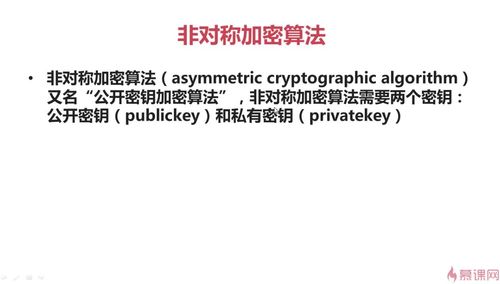 非对称加密算法
• 非对称加密算法（asymmetric cryptographic algorithm）
又名“公开密钥加密算法”，非对称加密算法需要两个密钥：
公开密钥（publickey）和私有密钥（privatekey）
慕课网